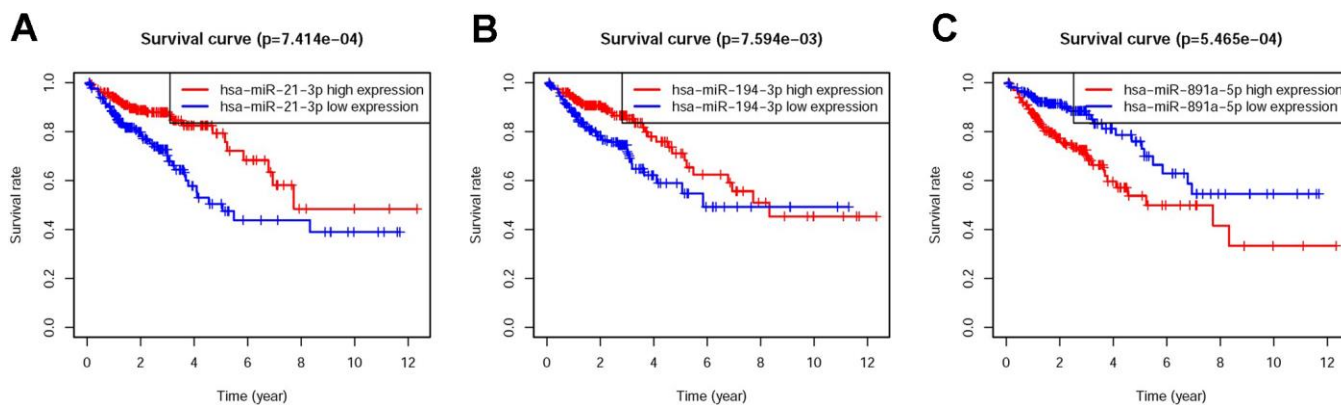 A
Survival curve (p=7.414e−04)
hsa−miR−21−3p high expression
hsa−miR−21−3p low expression
Survival rate
1.0
0.8
0.6
0.4
0.2
0.0
0 2 4 6 8 10 12
Time (year)
B
Survival curve (p=7.594e−03)
hsa−miR−194−3p high expression
hsa−miR−194−3p low expression
Survival rate
1.0
0.8
0.6
0.4
0.2
0.0
0 2 4 6 8 10 12
Time (year)
C
Survival curve (p=5.465e−04)
hsa−miR−891a−5p high expression
hsa−miR−891a−5p low expression
Survival rate
1.0
0.8
0.6
0.4
0.2
0.0
0 2 4 6 8 10 12
Time (year)